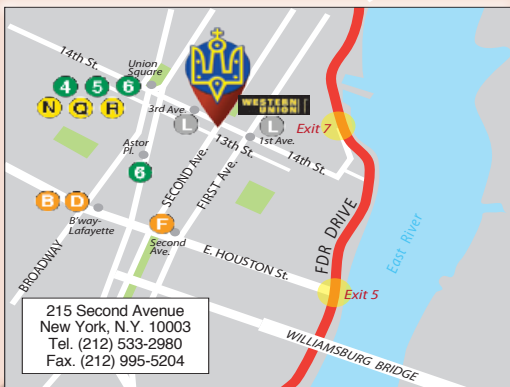 14th St.
Union
Square
4 5 6
N Q R
3rd Ave.
L
WESTERN
UNION
L
1st Ave.
Exit 7
13th St.
14th St.
Astor
Pl.
6
SECOND Ave.
FIRST Ave.
B D
B'way-
Lafayette
F
Second
Ave.
E. HOUSTON St.
BROADWAY
FDR DRIVE
East River
Exit 5
WILLIAMSBURG BRIDGE
215 Second Avenue
New York, N.Y. 10003
Tel. (212) 533-2980
Fax. (212) 995-5204